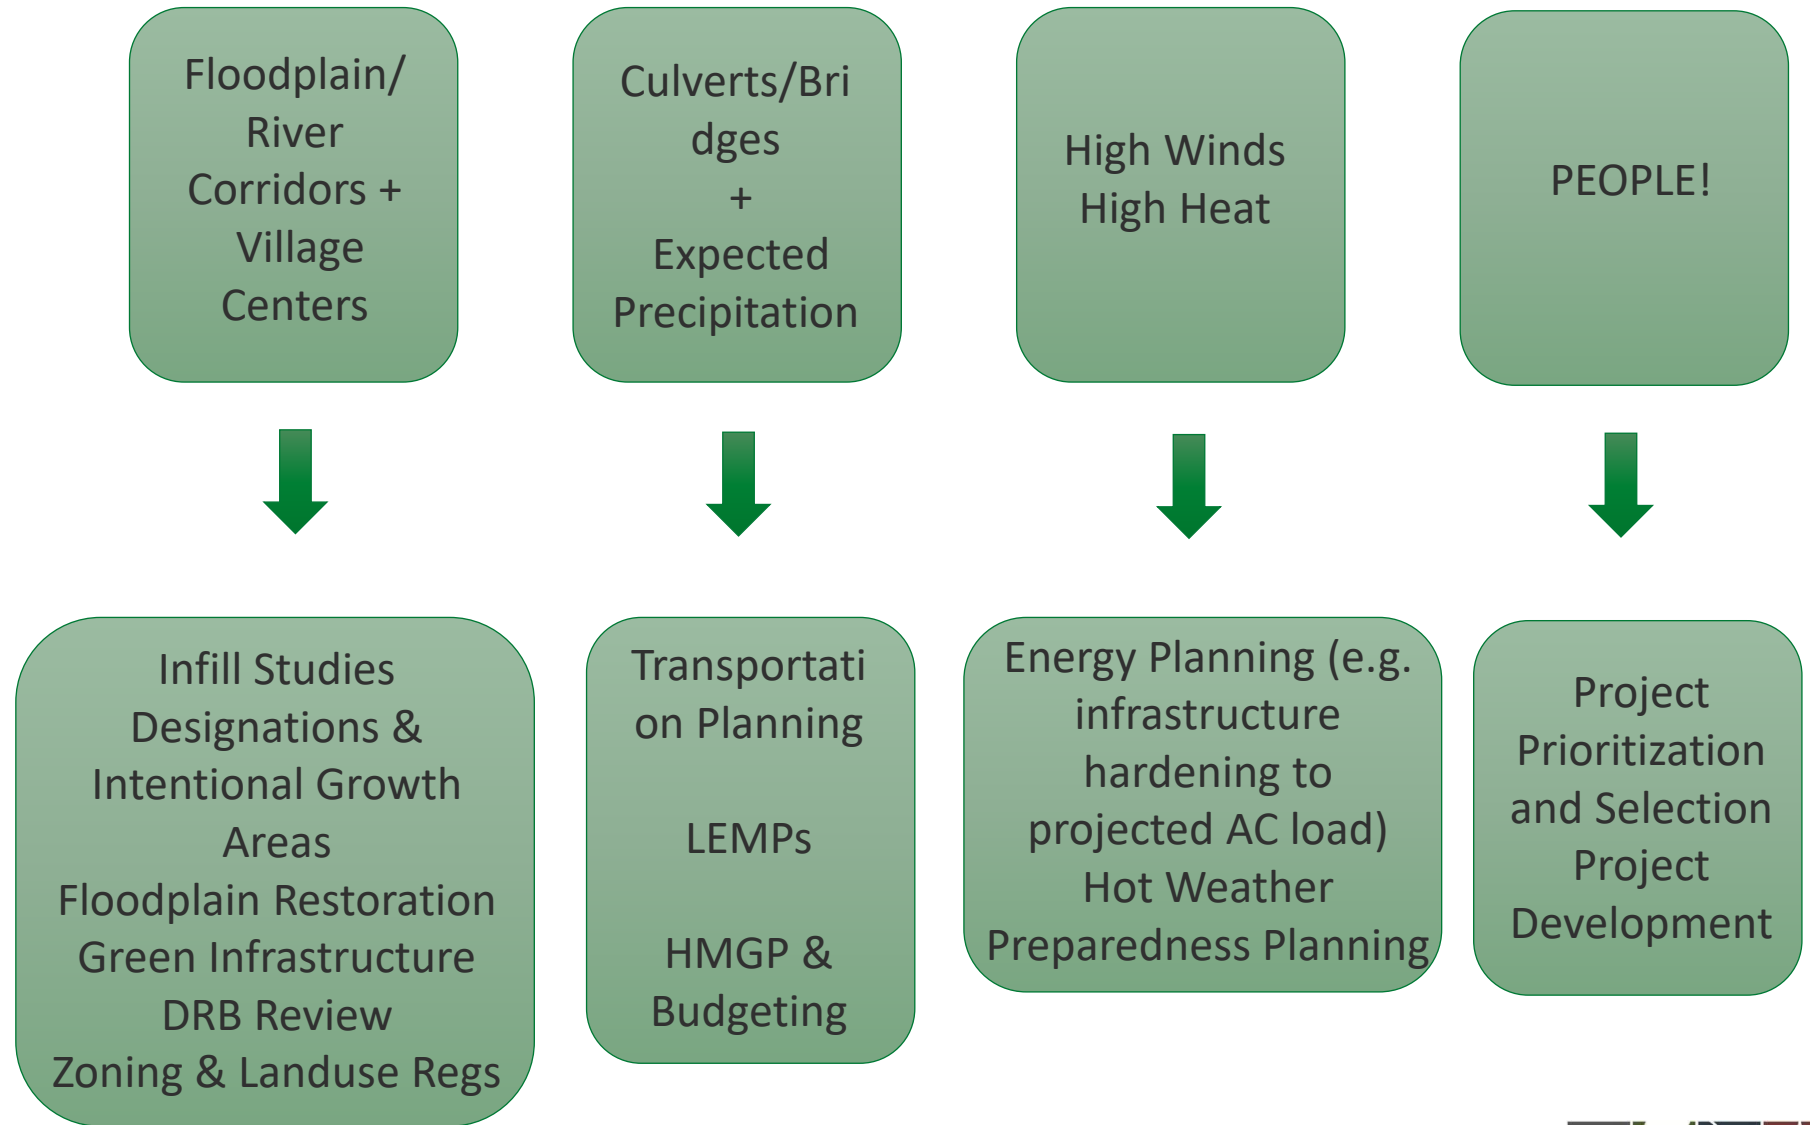 Floodplain/
River
Corridors +
Village
Centers
Culverts/Bri
dges
+
Expected
Precipitation
High Winds
High Heat
PEOPLE!
Infill Studies
Designations &
Intentional Growth
Areas
Floodplain Restoration
Green Infrastructure
DRB Review
Zoning & Landuse Regs
Transportati
on Planning
LEMPs
HMGP &
Budgeting
Energy Planning (e.g.
infrastructure
hardening to
projected AC load)
Hot Weather
Preparedness Planning
Project
Prioritization
and Selection
Project
Development